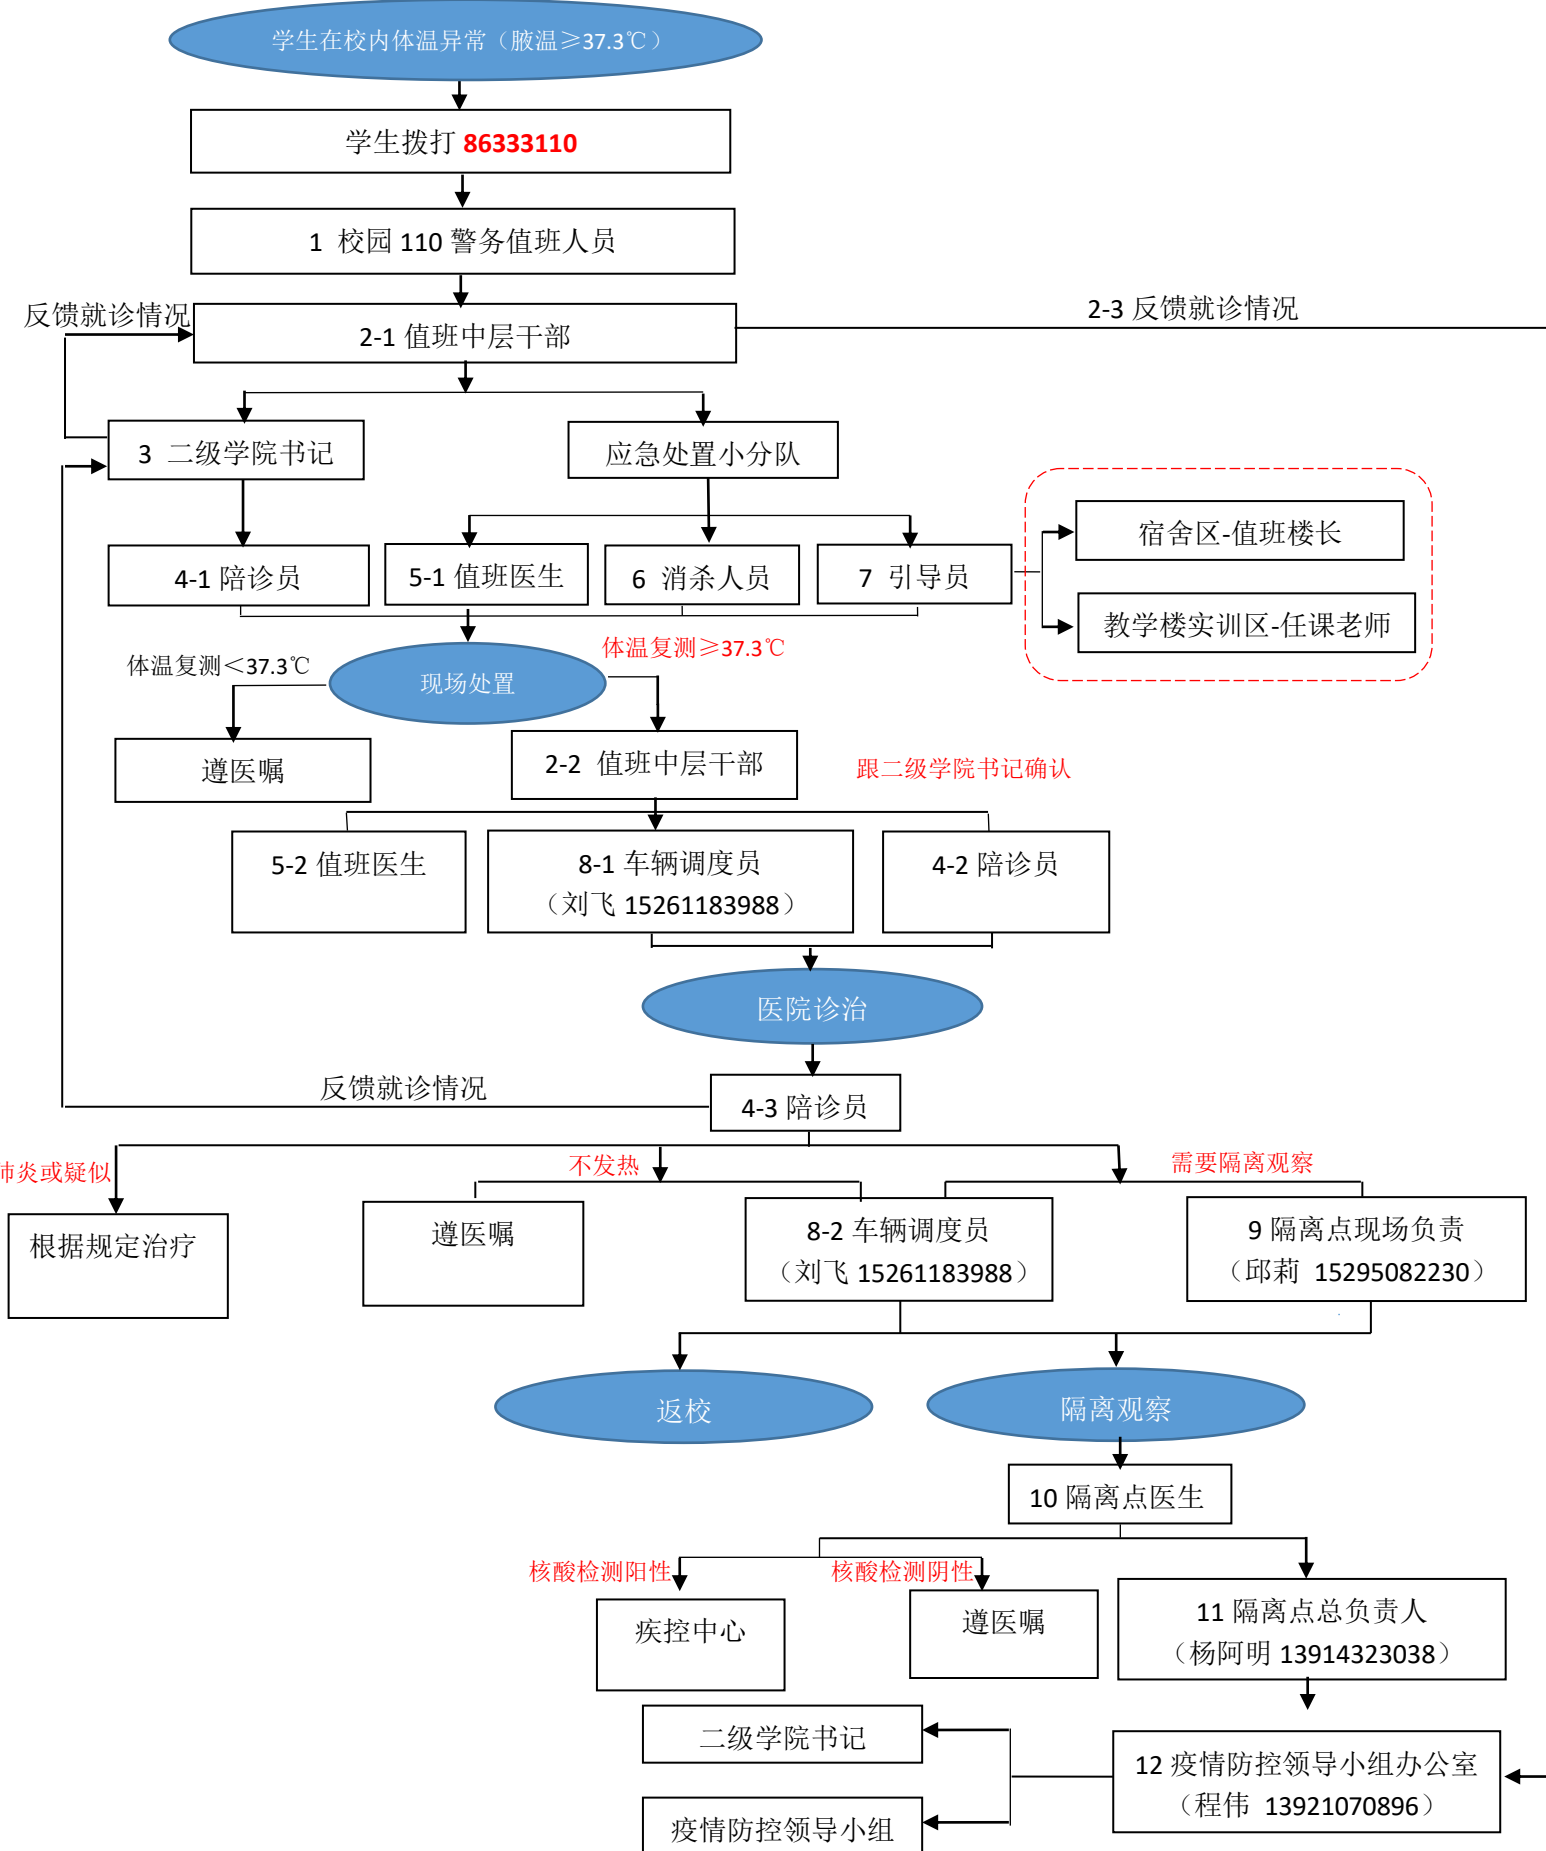 学生在校内体温异常（腋温≥37.3℃）
学生拨打 86333110
1 校园 110 警务值班人员
反馈就诊情况
2-1 值班中层干部
2-3 反馈就诊情况
3 二级学院书记
应急处置小分队
4-1 陪诊员
5-1 值班医生
6 消杀人员
7 引导员
宿舍区-值班楼长
教学楼实训区-任课老师
体温复测＜37.3℃
现场处置
体温复测≥37.3℃
遵医嘱
2-2 值班中层干部
跟二级学院书记确认
5-2 值班医生
8-1 车辆调度员
（刘飞 15261183988）
4-2 陪诊员
医院诊治
反馈就诊情况
4-3 陪诊员
肺炎或疑似
不发热
需要隔离观察
根据规定治疗
遵医嘱
8-2 车辆调度员
（刘飞 15261183988）
9 隔离点现场负责
（邱莉 15295082230）
返校
隔离观察
10 隔离点医生
核酸检测阳性
核酸检测阴性
疾控中心
遵医嘱
11 隔离点总负责人
（杨阿明 13914323038）
二级学院书记
12 疫情防控领导小组办公室
（程伟 13921070896）
疫情防控领导小组